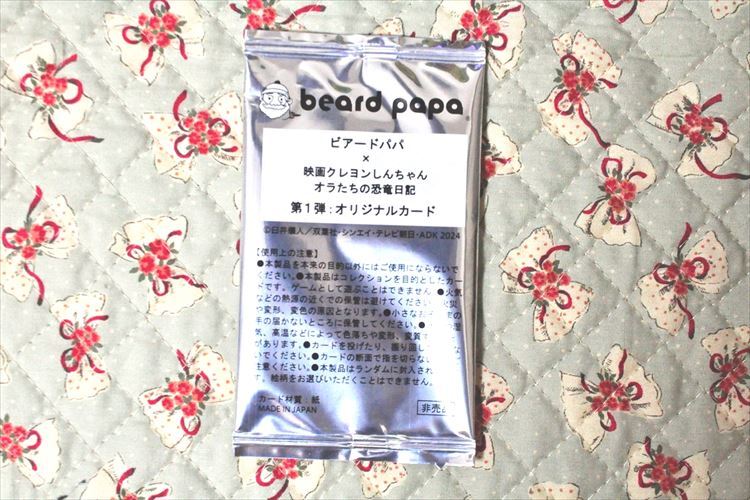 beard papa
ビアードパパ
×
映画クレヨンしんちゃん
オラたちの恐竜日記
第1弾:オリジナルカード
©臼井儀人/双葉社・シンエイ・テレビ朝日・ADK 2024
【使用上の注意】
●本製品を本来の目的以外にはご使用にならないで
ください。●本製品はコレクションを目的としたカー
ドです。ゲームとして遊ぶことはできません ●火気
などの熱源の近くでの保管は避けてください
や変形、変色の原因となります。●小さなお
手の届かないところに保管してください。●
気、高温などによって色落ちや変形、変質
があります。●カードを投げたり、振り回し
いでください。●カードの断面で指を切らない
注意ください。●本製品はランダムに封入され
す。絵柄をお選びいただくことはできません。
カード材質:紙
MADE IN JAPAN
非売品